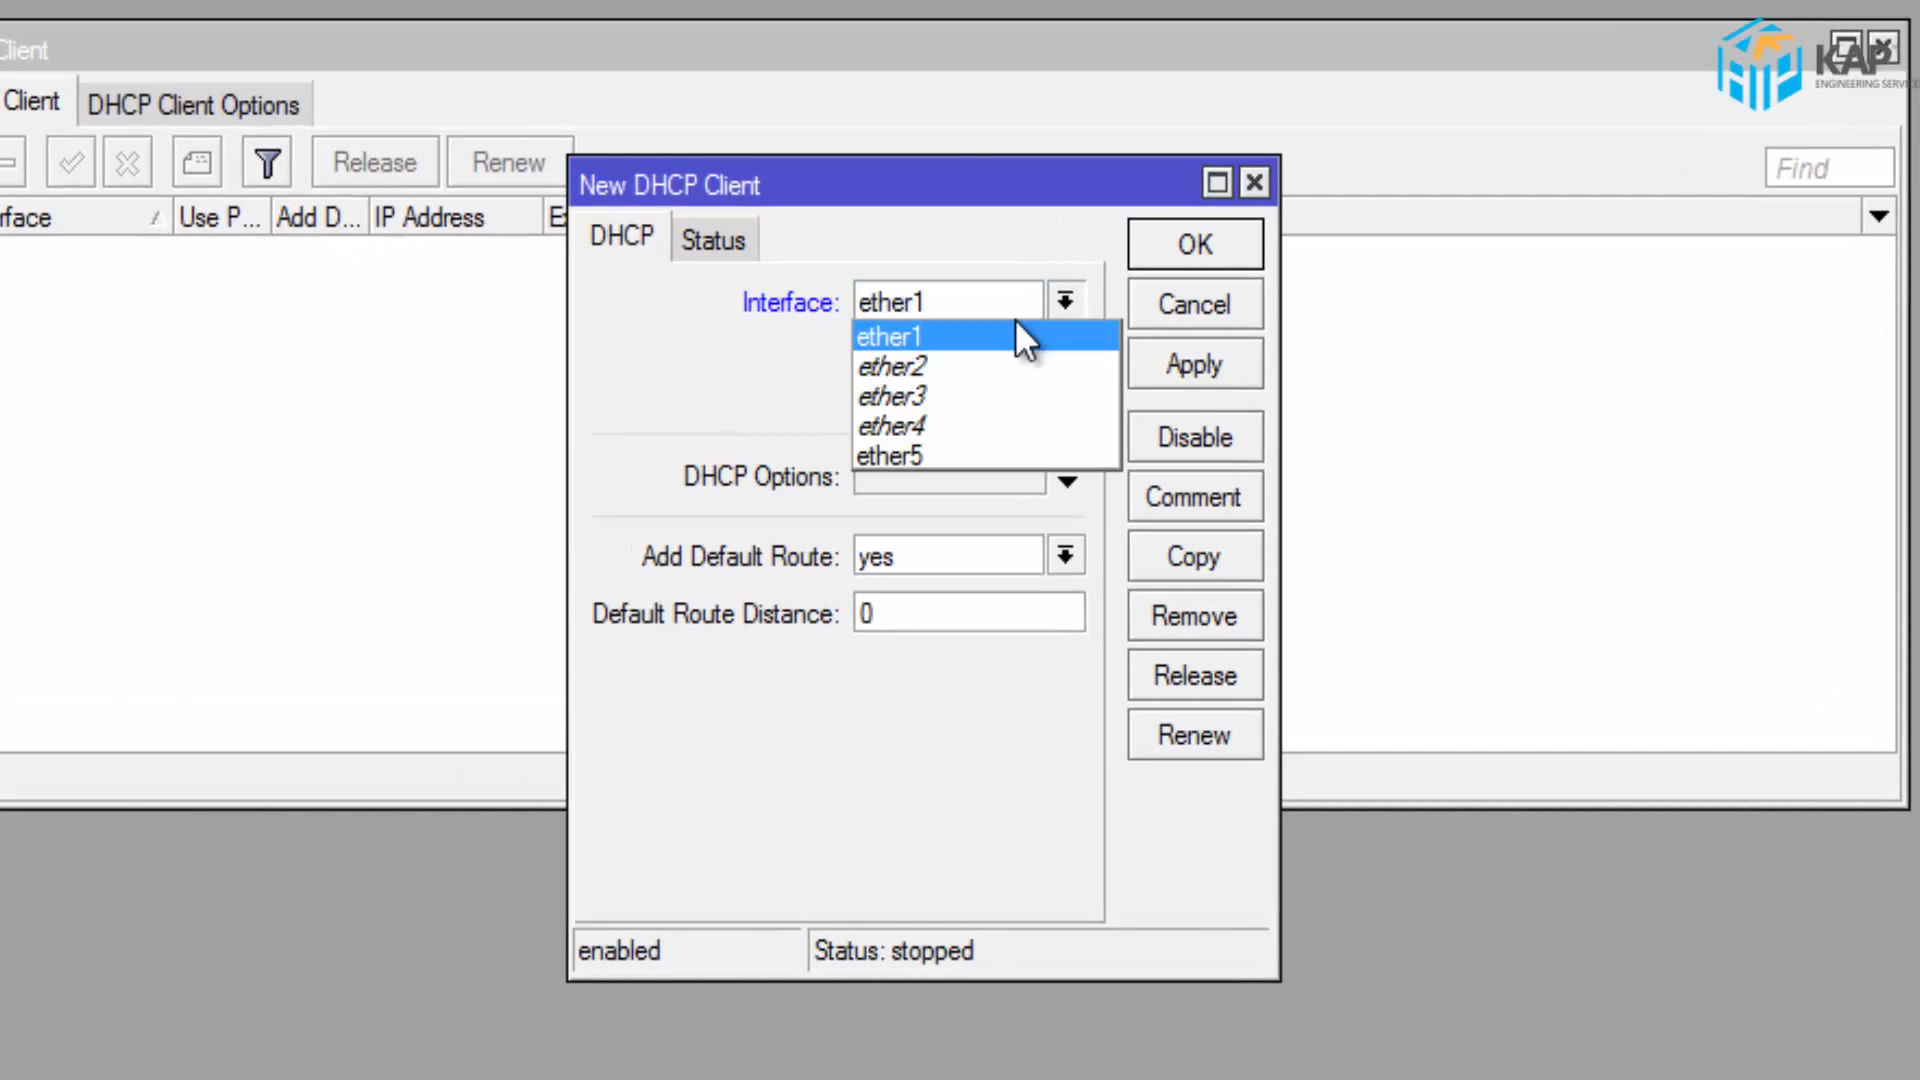 Client
KAP
ENGINEERING
Client
DHCP Client Options
Release
Renew
Find
Use P...
Add D...
IP Address
New DHCP Client
DHCP
Status
OK
Interface:
ether1
Cancel
ether1
ether2
ether3
ether4
ether5
Apply
Disable
DHCP Options:
Comment
Add Default Route:
yes
Copy
Default Route Distance:
0
Remove
Release
Renew
enabled
Status: stopped